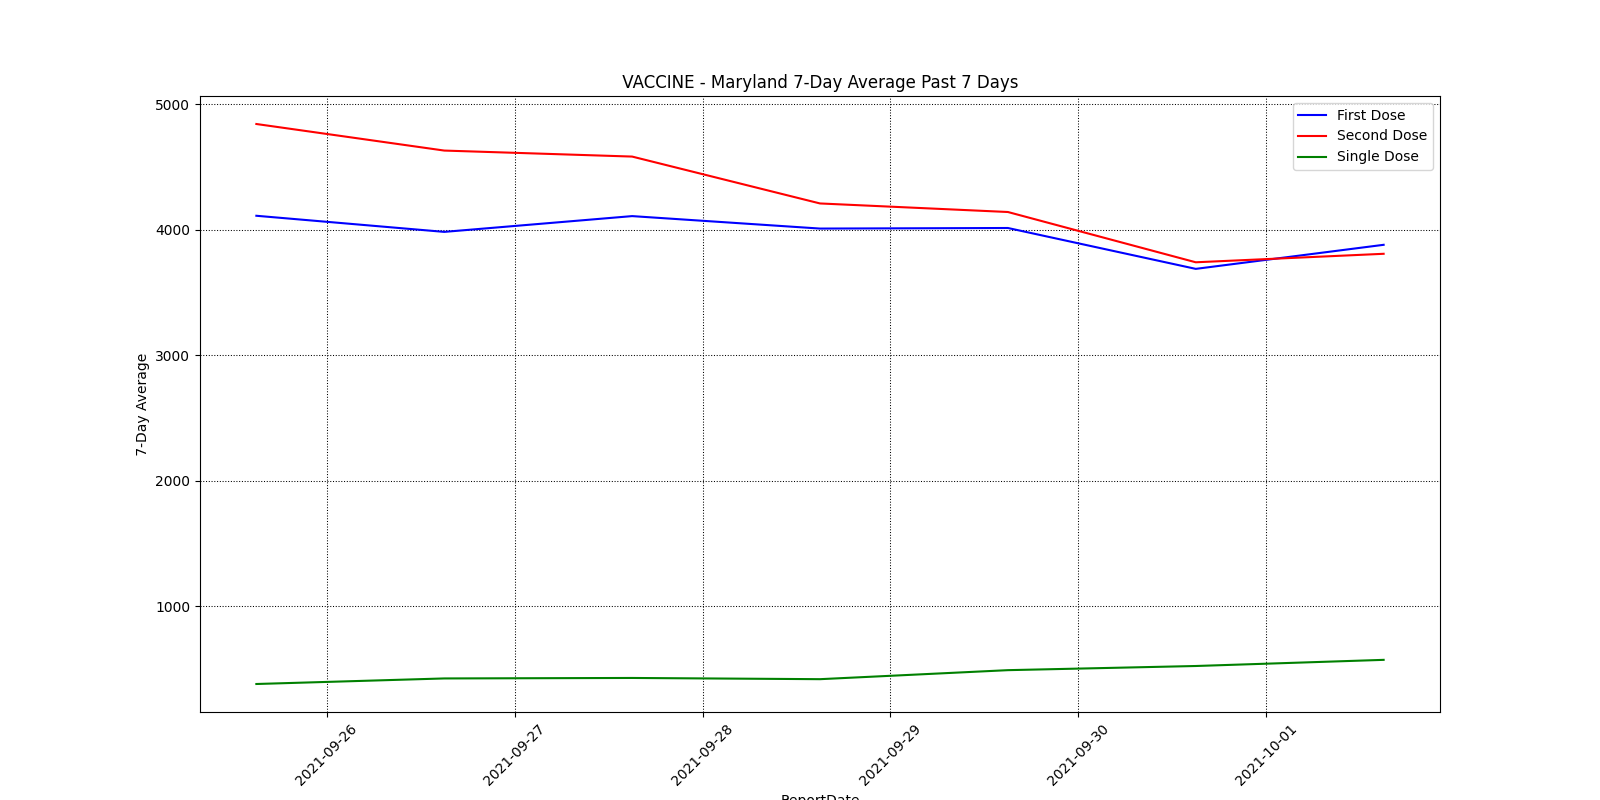 VACCINE - Maryland 7-Day Average Past 7 Days
First Dose
Second Dose
Single Dose
7-Day Average
5000
4000
3000
2000
1000
2021-09-26
2021-09-27
2021-09-28
2021-09-29
2021-09-30
2021-10-01
ReportDate